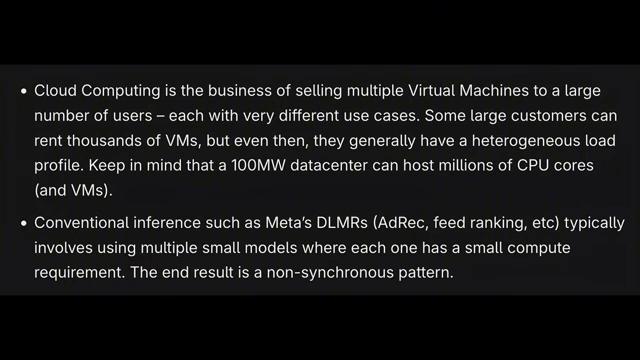 • Cloud Computing is the business of selling multiple Virtual Machines to a large
number of users – each with very different use cases. Some large customers can
rent thousands of VMs, but even then, they generally have a heterogeneous load
profile. Keep in mind that a 100MW datacenter can host millions of CPU cores
(and VMs).
• Conventional inference such as Meta’s DLMRs (AdRec, feed ranking, etc) typically
involves using multiple small models where each one has a small compute
requirement. The end result is a non-synchronous pattern.